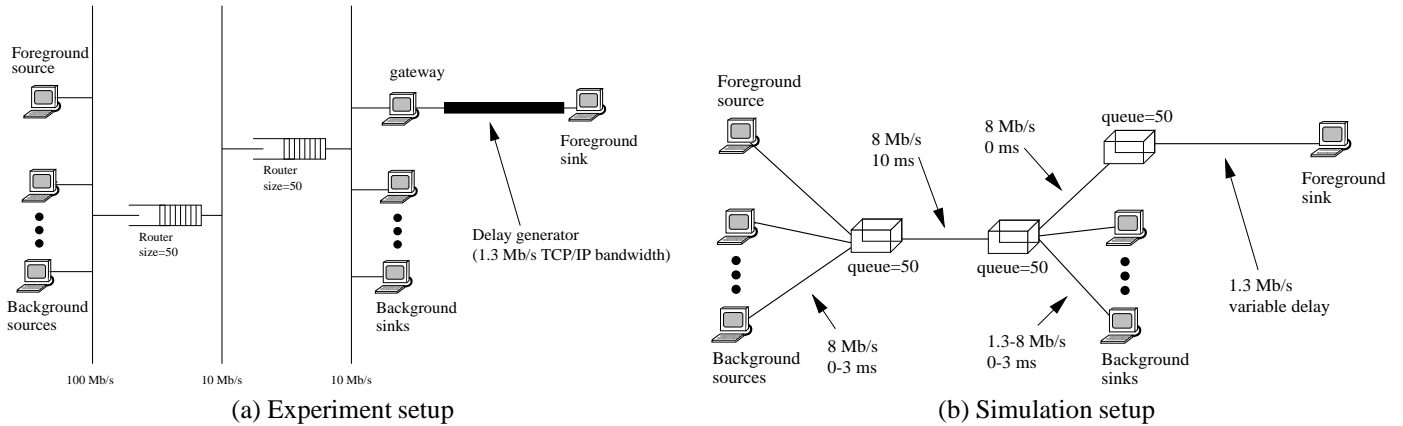 Foreground
source
gateway
Foreground
sink
Router
size=50
Router
size=50
Delay generator
(1.3 Mb/s TCP/IP bandwidth)
Background
sources
Background
sinks
100 Mb/s
10 Mb/s
10 Mb/s
(a) Experiment setup
Foreground
source
8 Mb/s
10 ms
8 Mb/s
0 ms
queue=50
Foreground
sink
queue=50
queue=50
1.3 Mb/s
variable delay
8 Mb/s
0-3 ms
1.3-8 Mb/s
0-3 ms
Background
sources
Background
sinks
(b) Simulation setup